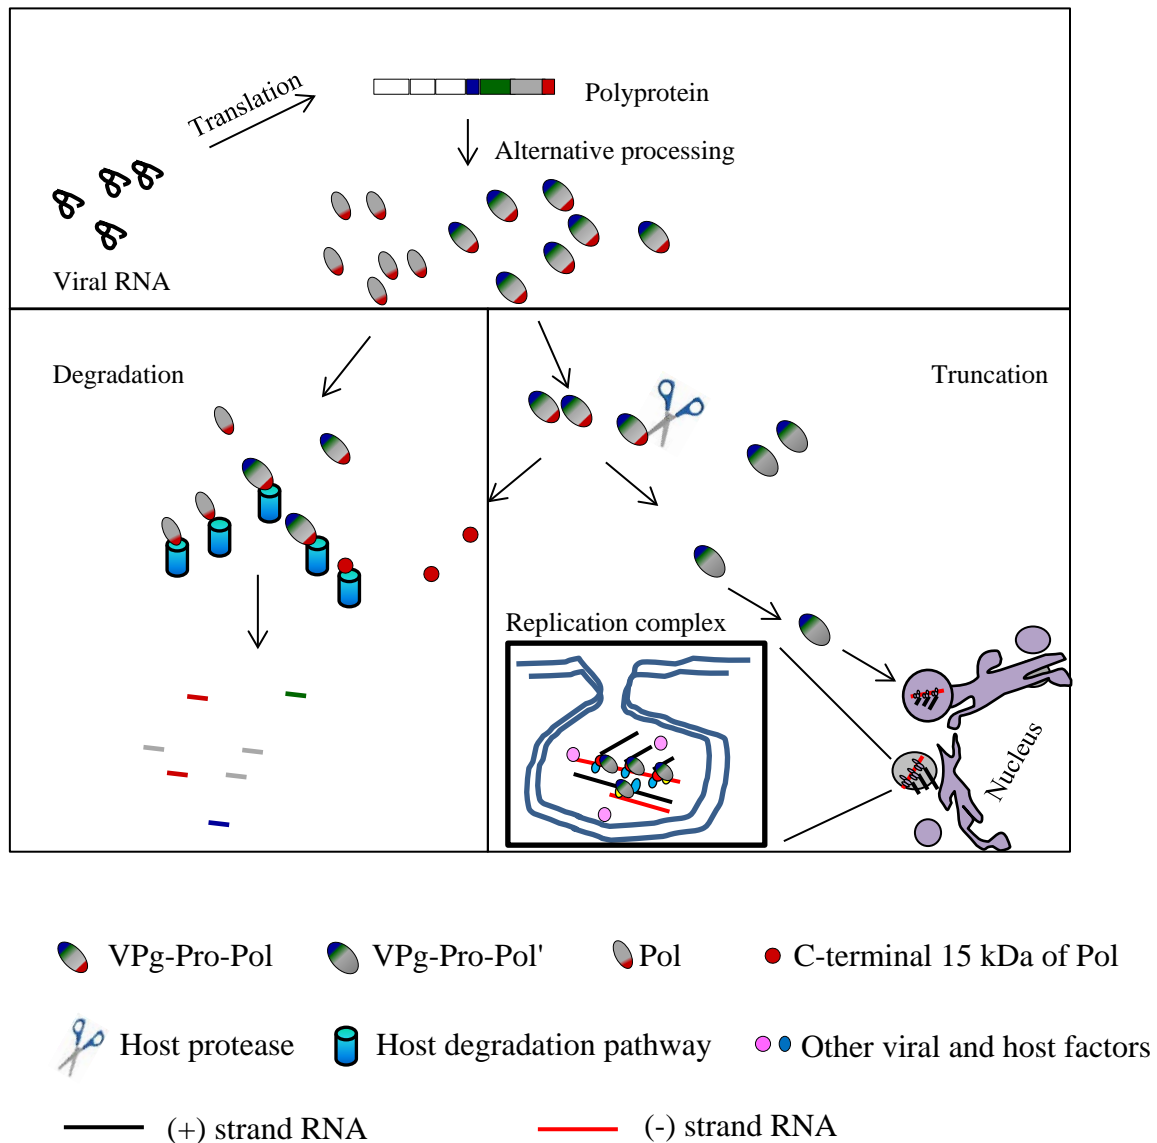 Translation
Polyprotein
Alternative processing
Viral RNA
Degradation
Truncation
Replication complex
Nucleus
VPg-Pro-Pol
VPg-Pro-Pol'
Pol
C-terminal 15 kDa of Pol
Host protease
Host degradation pathway
Other viral and host factors
(+) strand RNA
(-) strand RNA